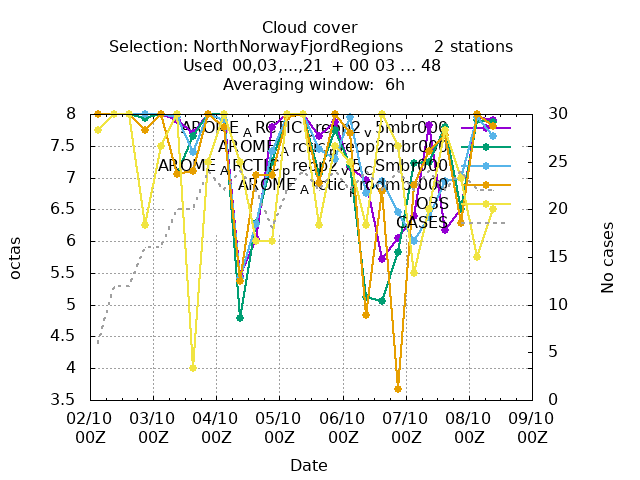 Cloud cover
Selection: NorthNorwayFjordRegions 2 stations
Used 00,03,...,21 + 00 03 ... 48
Averaging window: 6h
8
7.5
7
6.5
6
5.5
5
4.5
4
3.5
octas
30
25
20
15
10
5
0
No cases
OBS
CASES
02/10 03/10 04/10 05/10 06/10 07/10 08/10 09/10
00Z 00Z 00Z 00Z 00Z 00Z 00Z 00Z
Date